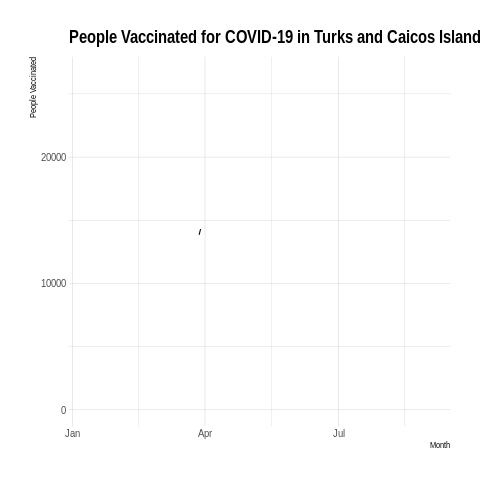 People Vaccinated for COVID-19 in Turks and Caicos Island
People Vaccinated
20000
10000
0
Jan
Apr
Jul
Month